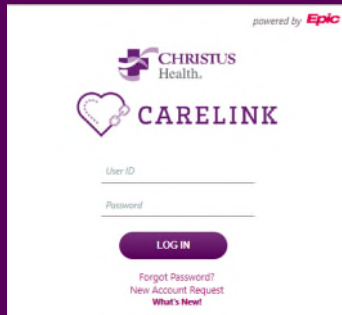 powered by Epic
CHRISTUS
Health.
CARELINK
User ID
Password
LOG IN
Forgot Password?
New Account Request
What's New!